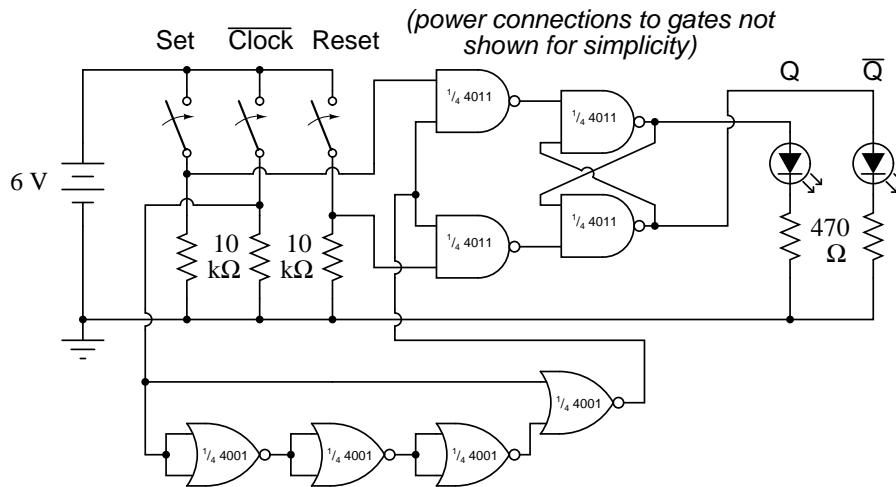 (power connections to gates not
shown for simplicity)
Set
C̅l̅o̅c̅k̅
Reset
Q
Q̅
6 V
10
kΩ
10
kΩ
1/4 4011
1/4 4011
1/4 4011
1/4 4011
470
Ω
1/4 4001
1/4 4001
1/4 4001
1/4 4001